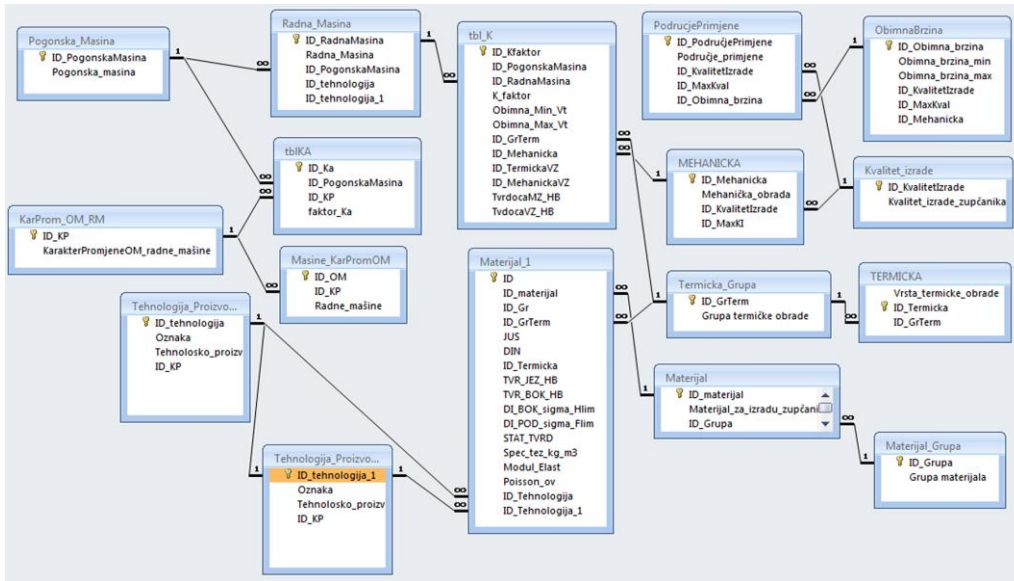 Pogonska_Masina
ID_PogonskaMasina
Pogonska_masina
Radna_Masina
ID_RadnaMasina
Radna_Masina
ID_PogonskaMasina
ID_tehnologija
ID_tehnologija_1
tbl_K
ID_Kfaktor
ID_PogonskaMasina
ID_RadnaMasina
K_faktor
Obimna_Min_Vt
Obimna_Max_Vt
ID_GrTerm
ID_Mehanicka
ID_TermickaVZ
ID_MehanickaVZ
TvrdocaMZ_HB
TvdocaVZ_HB
PodrucjePrimjene
ID_PodručjePrimjene
Područje_primjene
ID_KvalitetIzrade
ID_MaxKval
ID_Obimna_brzina
ObimnaBrzina
ID_Obimna_brzina
Obimna_brzina_min
Obimna_brzina_max
ID_KvalitetIzrade
ID_MaxKval
ID_Mehanicka
tblKA
ID_Ka
ID_PogonskaMasina
ID_KP
faktor_Ka
MEHANICKA
ID_Mehanicka
Mehanička_obrada
ID_KvalitetIzrade
ID_MaxKl
Kvalitet_izrade
ID_KvalitetIzrade
Kvalitet_izrade_zupčanika
KarProm_OM_RM
ID_KP
KarakterPromjeneOM_radne_mašine
Masine_KarPromOM
ID_OM
ID_KP
Radne_mašine
Materijal_1
ID
ID_materijal
ID_Gr
ID_GrTerm
JUS
DIN
ID_Termicka
TVR_JEZ_HB
TVR_BOK_HB
DI_BOK_sigma_Hlim
DI_POD_sigma_Flim
STAT_TVRD
Spec_tez_kg_m3
Modul_Elast
Poisson_ov
ID_Tehnologija
ID_Tehnologija_1
Termicka_Grupa
ID_GrTerm
Grupa termičke obrade
TERMICKA
Vrsta_termicke_obrade
ID_Termicka
ID_GrTerm
Tehnologija_Proizvo...
ID_tehnologija
Oznaka
Tehnolosko_proizv
ID_KP
Materijal
ID_materijal
Materijal_za_izradu_zupčani
ID_Grupa
Tehnologija_Proizvo...
ID_tehnologija_1
Oznaka
Tehnolosko_proizv
ID_KP
Materijal_Grupa
ID_Grupa
Grupa materijala